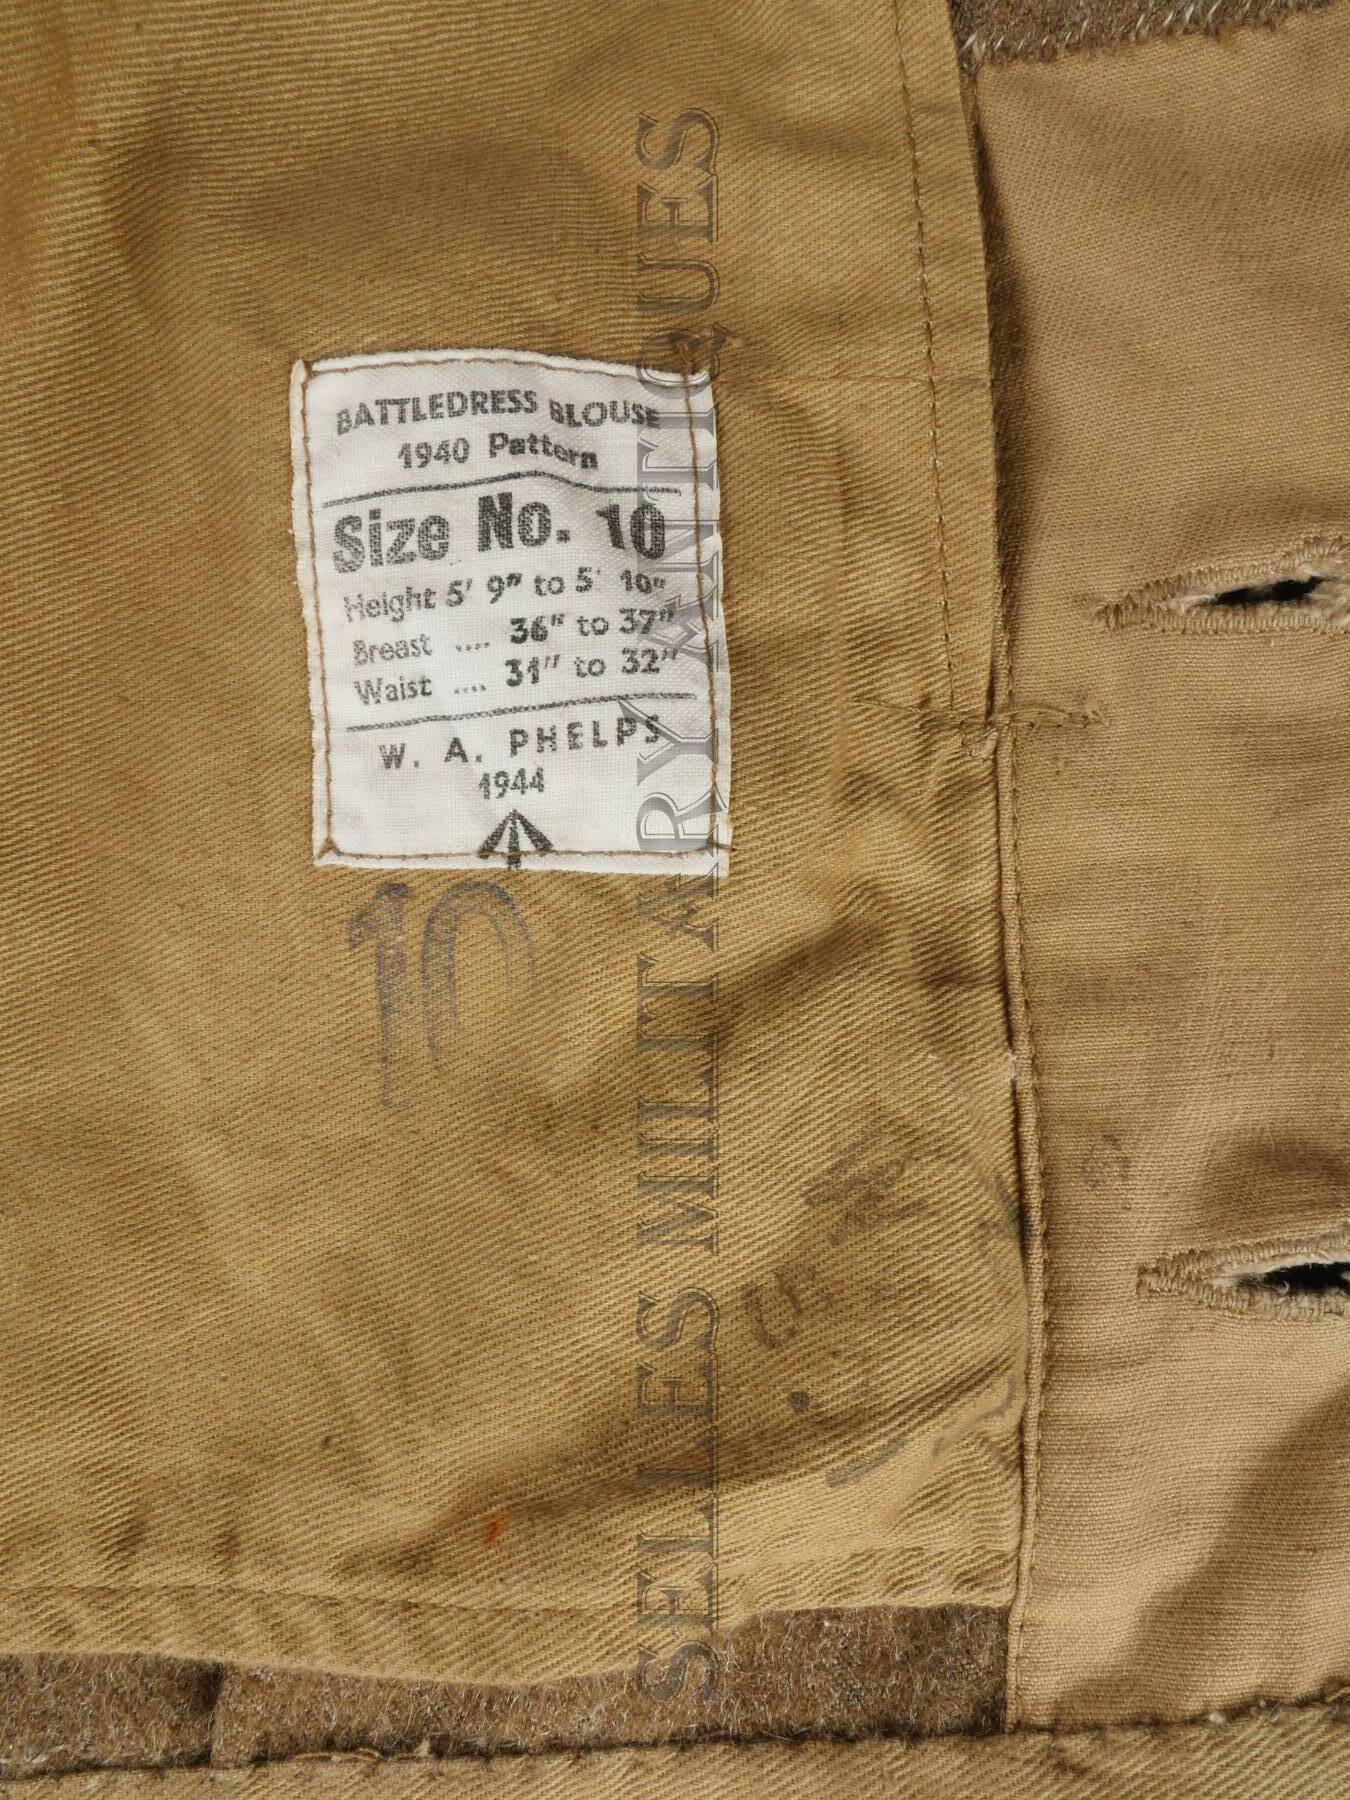 BATTLEDRESS BLOUSE
1940 Pattern
Size No. 10
Height 5' 9" to 5' 10"
Breast .... 36" to 37"
Waist .... 31" to 32"
W. A. PHELPS
1944
SELLES MILITARY ANTIQUES